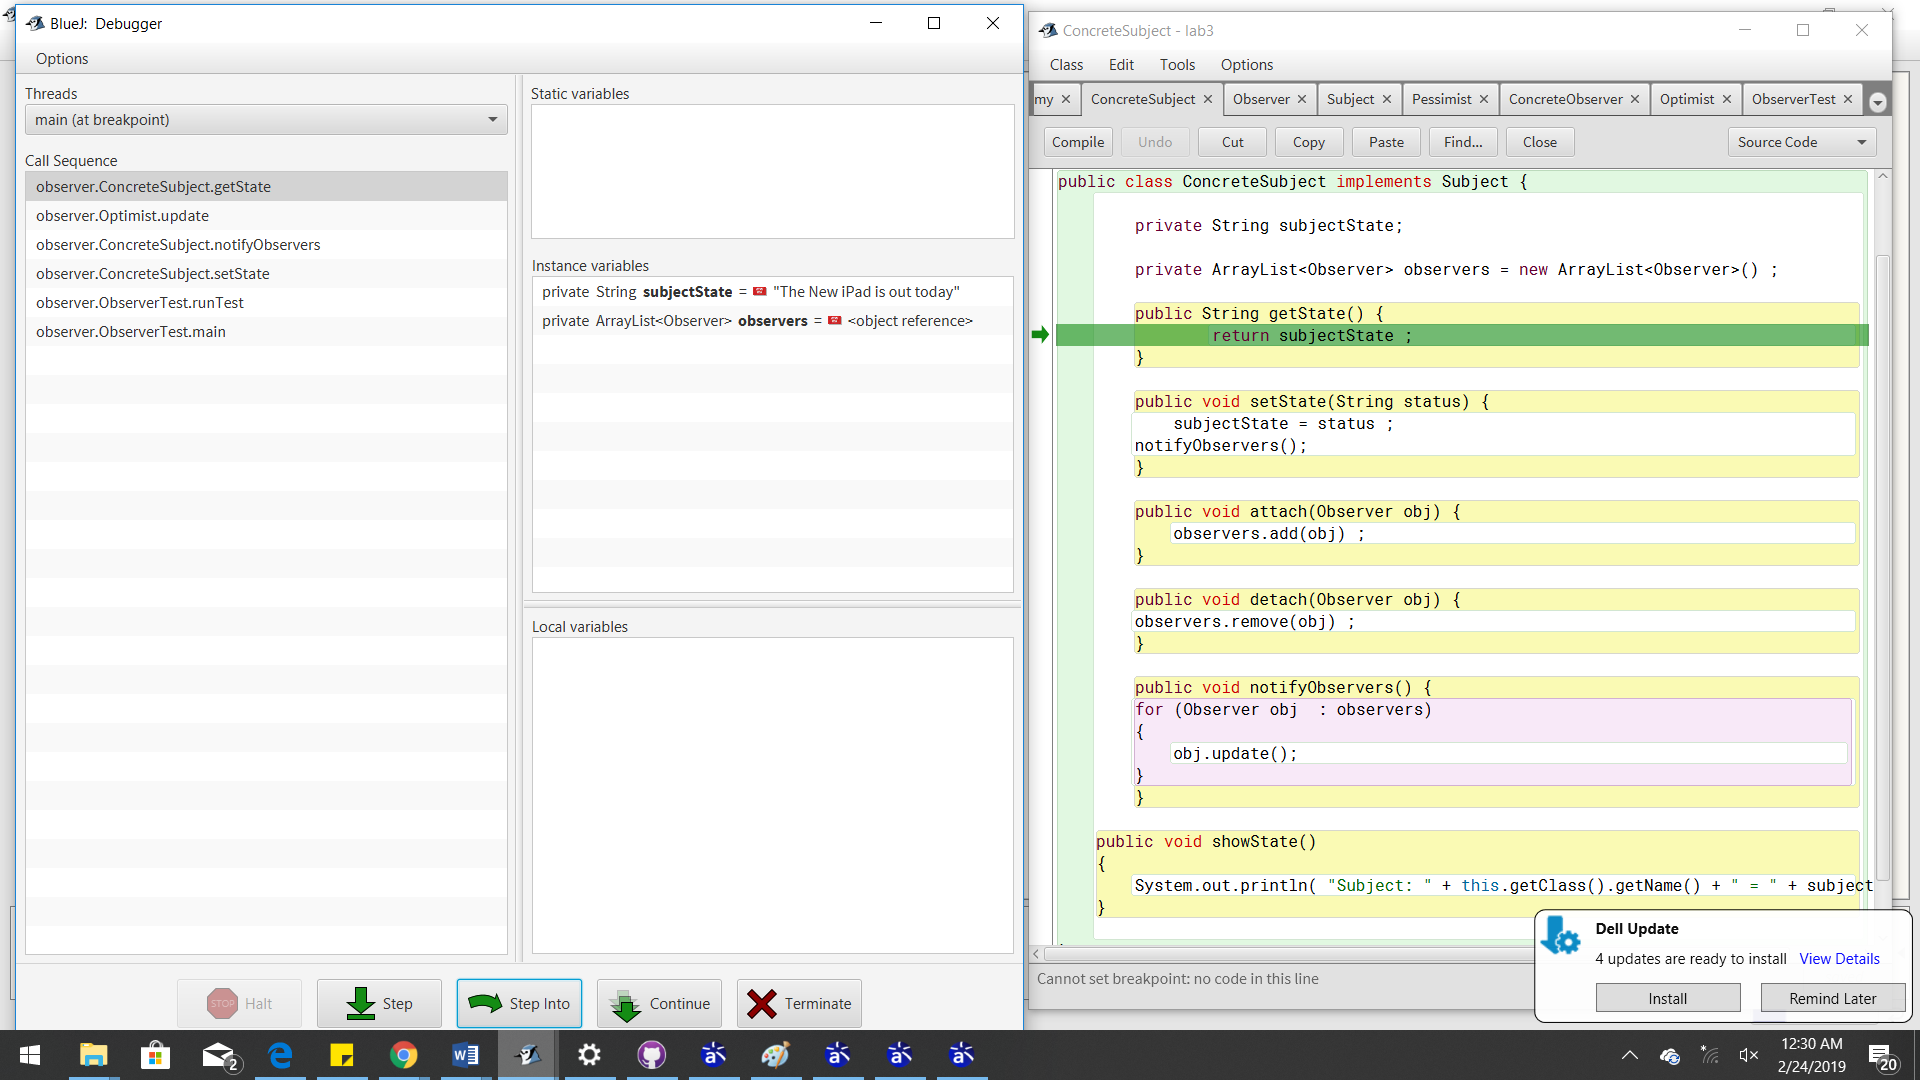 BlueJ: Debugger
Options
Threads
main (at breakpoint)
Call Sequence
observer.ConcreteSubject.getState
observer.Optimist.update
observer.ConcreteSubject.notifyObservers
observer.ConcreteSubject.setState
observer.ObserverTest.runTest
observer.ObserverTest.main
Static variables
Instance variables
private String subjectState = "The New iPad is out today"
private ArrayList<Observer> observers = <object reference>
Local variables
STOP Halt
Step
Step Into
Continue
Terminate
ConcreteSubject - lab3
Class Edit Tools Options
my ConcreteSubject Observer Subject Pessimist ConcreteObserver Optimist ObserverTest
Compile Undo Cut Copy Paste Find... Close Source Code
public class ConcreteSubject implements Subject {
private String subjectState;
private ArrayList<Observer> observers = new ArrayList<Observer>() ;
public String getState() {
return subjectState ;
}
public void setState(String status) {
subjectState = status ;
notifyObservers();
}
public void attach(Observer obj) {
observers.add(obj) ;
}
public void detach(Observer obj) {
observers.remove(obj) ;
}
public void notifyObservers() {
for (Observer obj  : observers)
{
obj.update();
}
}
public void showState()
{
System.out.println( "Subject: " + this.getClass().getName() + " = " + subject
}
Cannot set breakpoint: no code in this line
Dell Update
4 updates are ready to install View Details
Install Remind Later
2
12:30 AM
2/24/2019
20